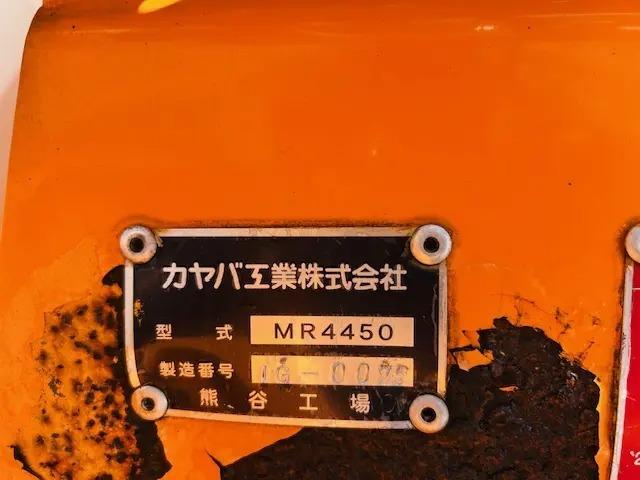 カヤバ工業株式会社
型式 MR4450
製造番号
熊谷工場